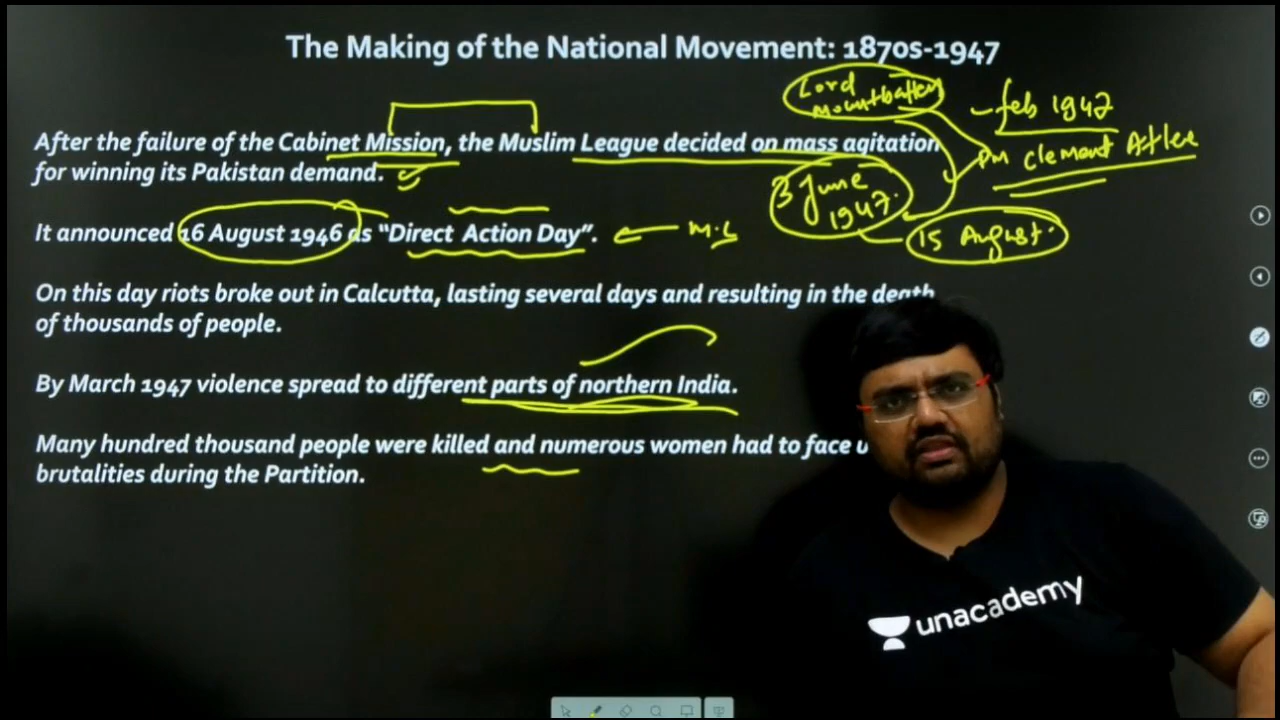 The Making of the National Movement: 1870s-1947
Lord
mountbatten
- feb 1947
PM Clement Atlee
After the failure of the Cabinet Mission, the Muslim League decided on mass agitation
for winning its Pakistan demand.
3 June
1947.
It announced 16 August 1946 as “Direct Action Day”.
M.L
15 August.
On this day riots broke out in Calcutta, lasting several days and resulting in the death
of thousands of people.
By March 1947 violence spread to different parts of northern India.
Many hundred thousand people were killed and numerous women had to face
brutalities during the Partition.
unacademy